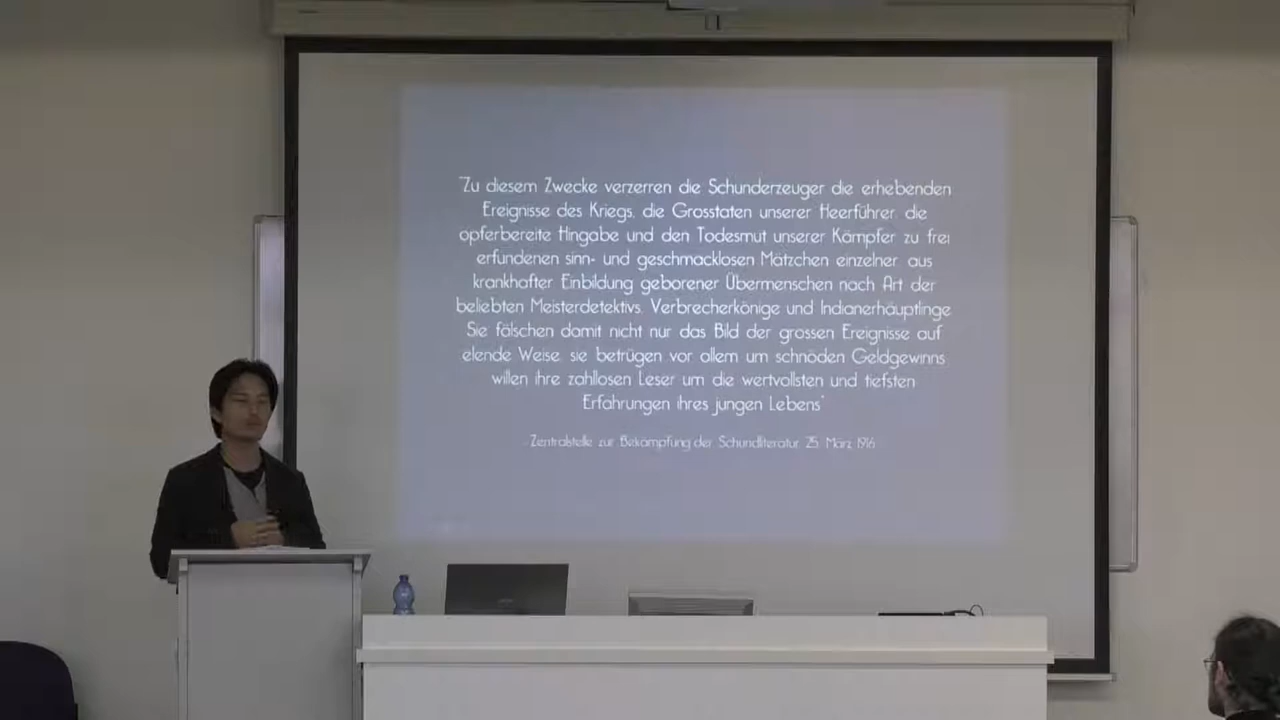 "Zu diesem Zwecke verzerren die Schunderzeuger die erhebenden
Ereignisse des Kriegs, die Grosstaten unserer Heerführer, die
opferbereite Hingabe und den Todesmut unserer Kämpfer zu frei
erfundenen sinn- und geschmacklosen Mätzchen einzelner, aus
krankhafter Einbildung geborener Übermenschen nach Art der
beliebten Meisterdetektivs, Verbrecherkönige und Indianerhäuptlinge.
Sie fälschen damit nicht nur das Bild der grossen Ereignisse auf
elende Weise, sie betrügen vor allem um schnöden Geldgewinns
willen ihre zahllosen Leser um die wertvollsten und tiefsten
Erfahrungen ihres jungen Lebens"
- Zentralstelle zur Bekämpfung der Schundliteratur, 25. März 1916